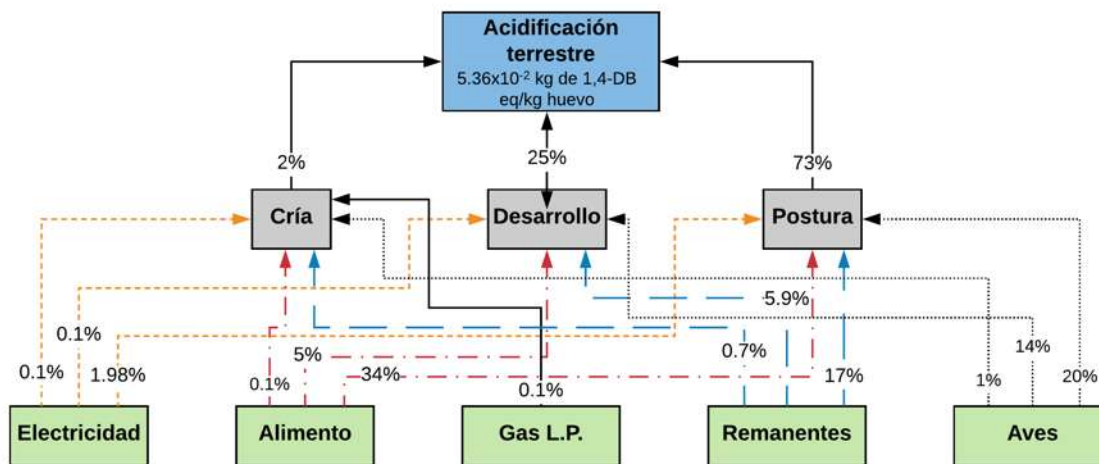 Acidificación
terrestre
5.36x10⁻² kg de 1,4-DB
eq/kg huevo
2%
25%
73%
Cría
Desarrollo
Postura
5.9%
0.1%
5%
0.7%
14%
0.1%
1.98%
0.1%
34%
0.1%
17%
1%
20%
Electricidad
Alimento
Gas L.P.
Remanentes
Aves